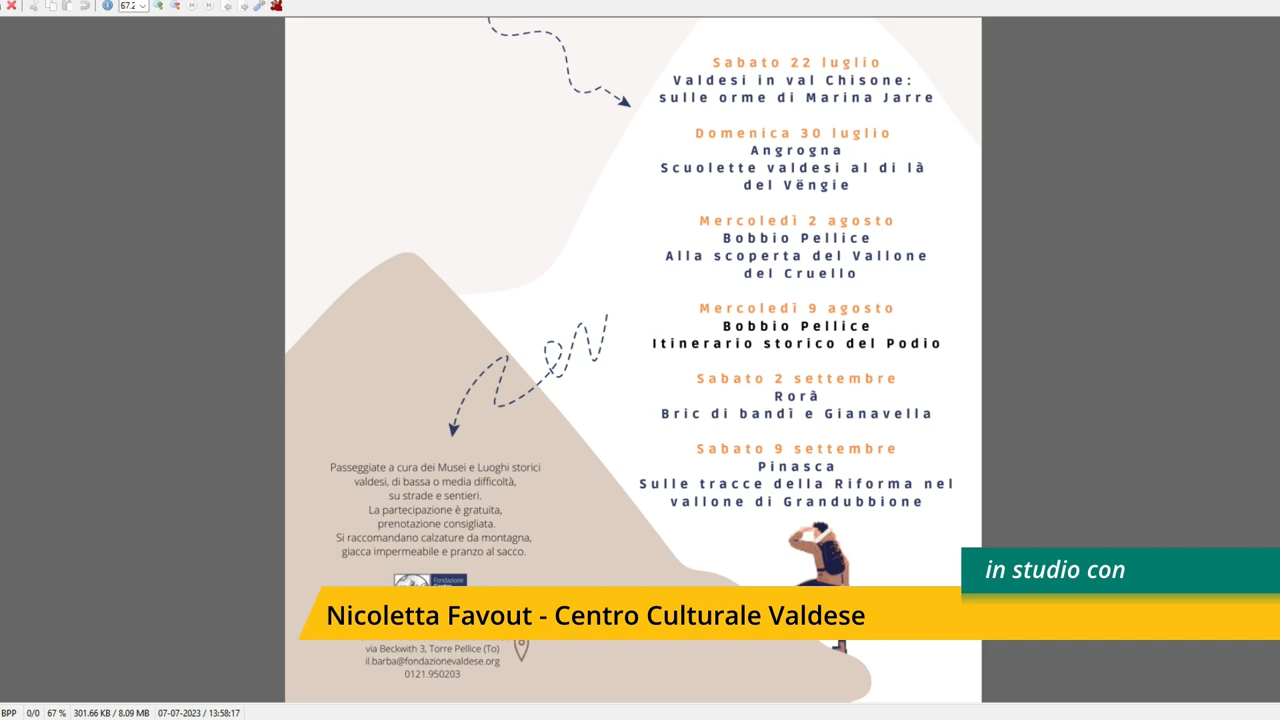 67.2
Sabato 22 luglio
Valdesi in val Chisone:
sulle orme di Marina Jarre
Domenica 30 luglio
Angrogna
Scuolette valdesi al di là
del Vëngie
Mercoledì 2 agosto
Bobbio Pellice
Alla scoperta del Vallone
del Cruello
Mercoledì 9 agosto
Bobbio Pellice
Itinerario storico del Podio
Sabato 2 settembre
Rorà
Bric di bandì e Gianavella
Sabato 9 settembre
Pinasca
Sulle tracce della Riforma nel
vallone di Grandubbione
Passeggiate a cura dei Musei e Luoghi storici
valdesi, di bassa o media difficoltà,
su strade e sentieri.
La partecipazione è gratuita,
prenotazione consigliata.
Si raccomandano calzature da montagna,
giacca impermeabile e pranzo al sacco.
Fondazione
in studio con
Nicoletta Favout - Centro Culturale Valdese
via Beckwith 3, Torre Pellice (To)
il.barba@fondazionevaldese.org
0121.950203
BPP 0/0 67 % 301.66 KB / 8.09 MB 07-07-2023 / 13:58:17